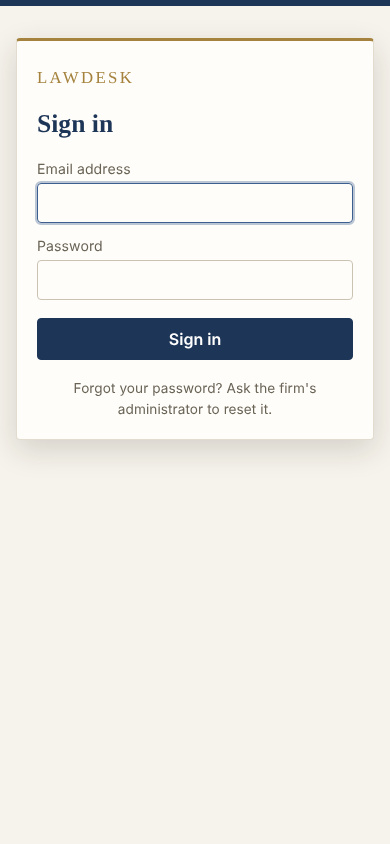 LAWDESK
Sign in
Email address
Password
Sign in
Forgot your password? Ask the firm's
administrator to reset it.